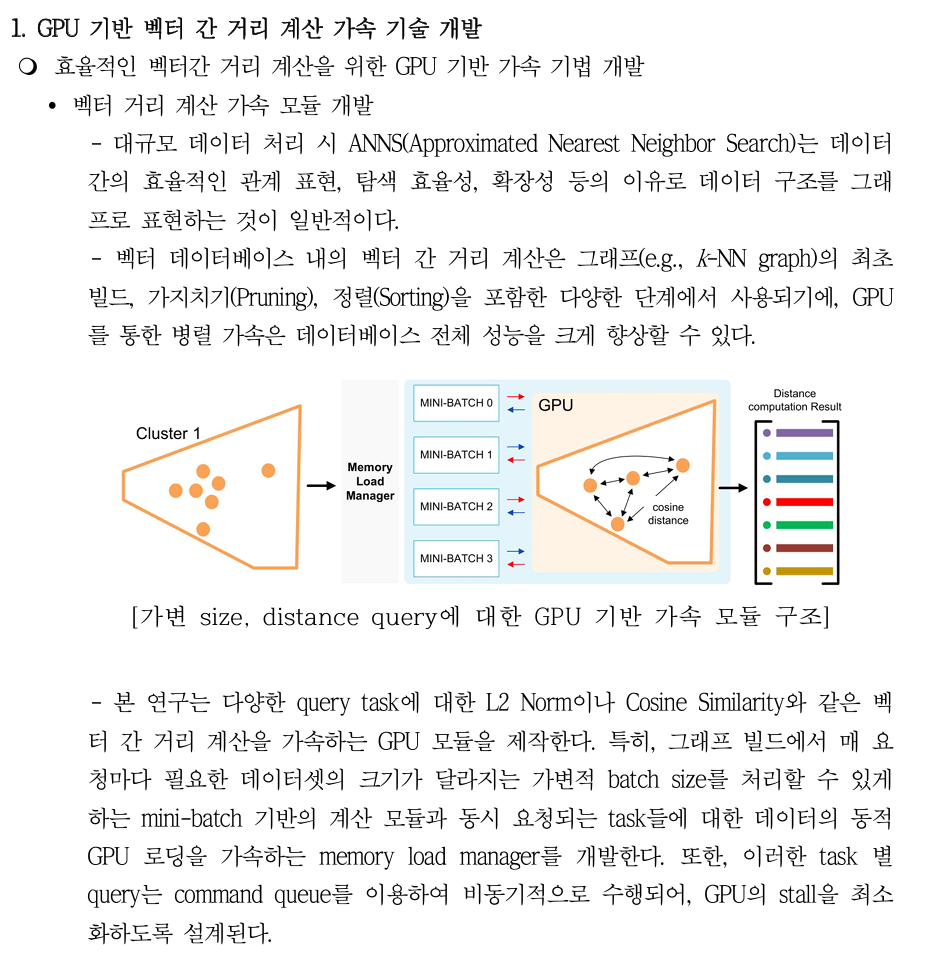 1. GPU 기반 벡터 간 거리 계산 가속 기술 개발
❍ 효율적인 벡터간 거리 계산을 위한 GPU 기반 가속 기법 개발
• 벡터 거리 계산 가속 모듈 개발
- 대규모 데이터 처리 시 ANNS(Approximated Nearest Neighbor Search)는 데이터
간의 효율적인 관계 표현, 탐색 효율성, 확장성 등의 이유로 데이터 구조를 그래
프로 표현하는 것이 일반적이다.
- 벡터 데이터베이스 내의 벡터 간 거리 계산은 그래프(e.g., k-NN graph)의 최초
빌드, 가지치기(Pruning), 정렬(Sorting)을 포함한 다양한 단계에서 사용되기에, GPU
를 통한 병렬 가속은 데이터베이스 전체 성능을 크게 향상할 수 있다.
Cluster 1
Memory
Load
Manager
MINI-BATCH 0
MINI-BATCH 1
MINI-BATCH 2
MINI-BATCH 3
GPU
cosine
distance
Distance
computation Result
[가변 size, distance query에 대한 GPU 기반 가속 모듈 구조]
- 본 연구는 다양한 query task에 대한 L2 Norm이나 Cosine Similarity와 같은 벡
터 간 거리 계산을 가속하는 GPU 모듈을 제작한다. 특히, 그래프 빌드에서 매 요
청마다 필요한 데이터셋의 크기가 달라지는 가변적 batch size를 처리할 수 있게
하는 mini-batch 기반의 계산 모듈과 동시 요청되는 task들에 대한 데이터의 동적
GPU 로딩을 가속하는 memory load manager를 개발한다. 또한, 이러한 task 별
query는 command queue를 이용하여 비동기적으로 수행되어, GPU의 stall을 최소
화하도록 설계된다.